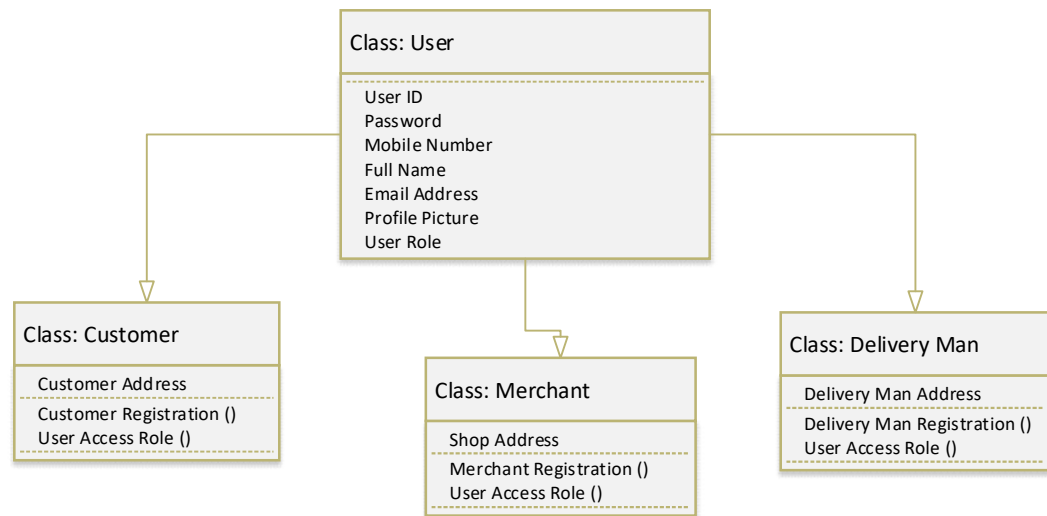 Class: User
User ID
Password
Mobile Number
Full Name
Email Address
Profile Picture
User Role
Class: Customer
Customer Address
Customer Registration ()
User Access Role ()
Class: Merchant
Shop Address
Merchant Registration ()
User Access Role ()
Class: Delivery Man
Delivery Man Address
Delivery Man Registration ()
User Access Role ()